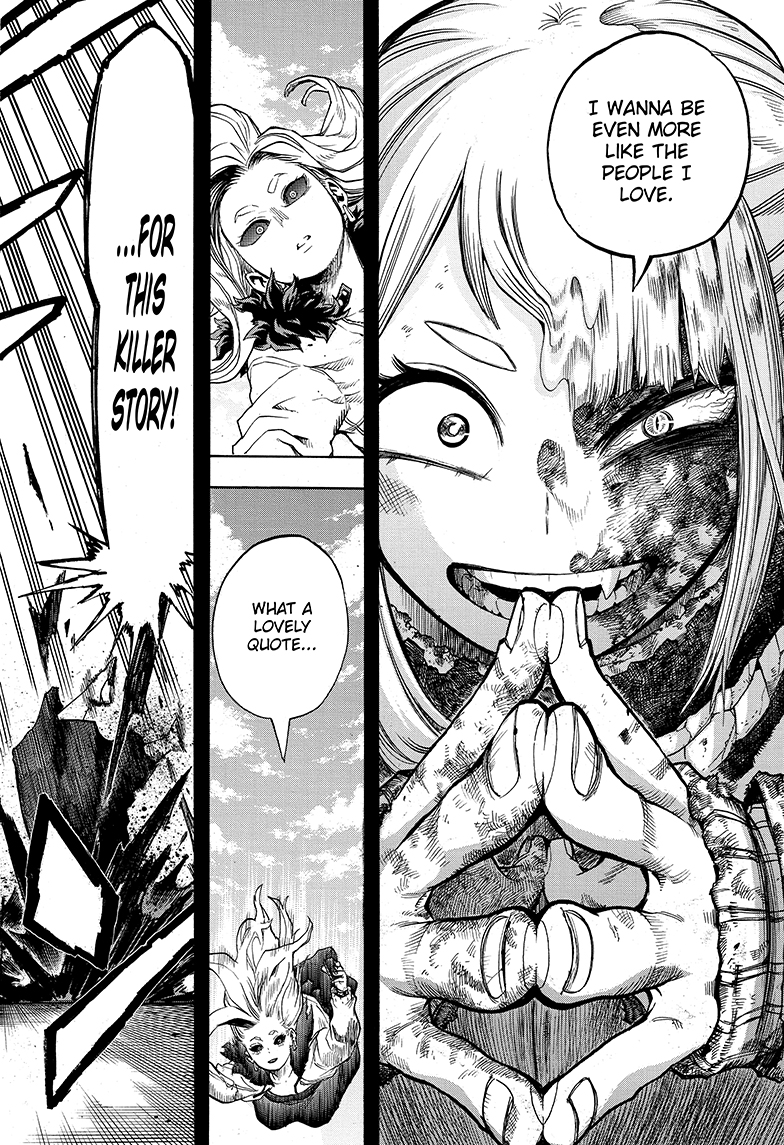 I WANNA BE
EVEN MORE
LIKE THE
PEOPLE I
LOVE.
WHAT A
LOVELY
QUOTE...
...FOR
THIS
KILLER
STORY!